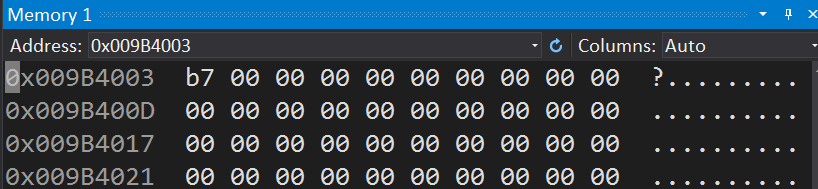 Memory 1
Address: 0x009B4003 Columns: Auto
0x009B4003 b7 00 00 00 00 00 00 00 00 00 ?.........
0x009B400D 00 00 00 00 00 00 00 00 00 00 ..........
0x009B4017 00 00 00 00 00 00 00 00 00 00 ..........
0x009B4021 00 00 00 00 00 00 00 00 00 00 ..........